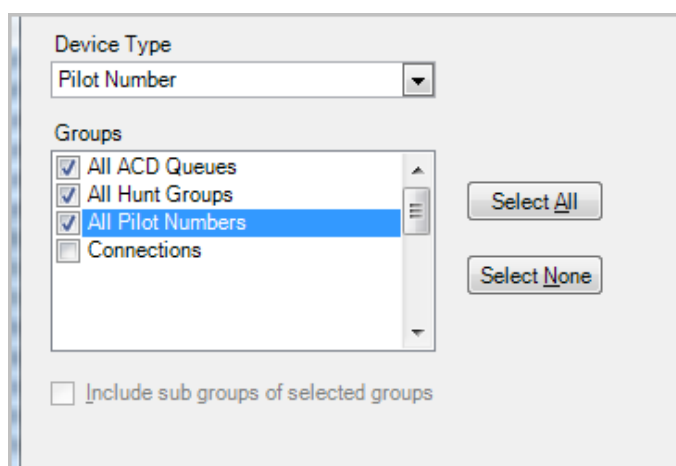 Device Type
Pilot Number
Groups
All ACD Queues
All Hunt Groups
All Pilot Numbers
Connections
Select All
Select None
Include sub groups of selected groups